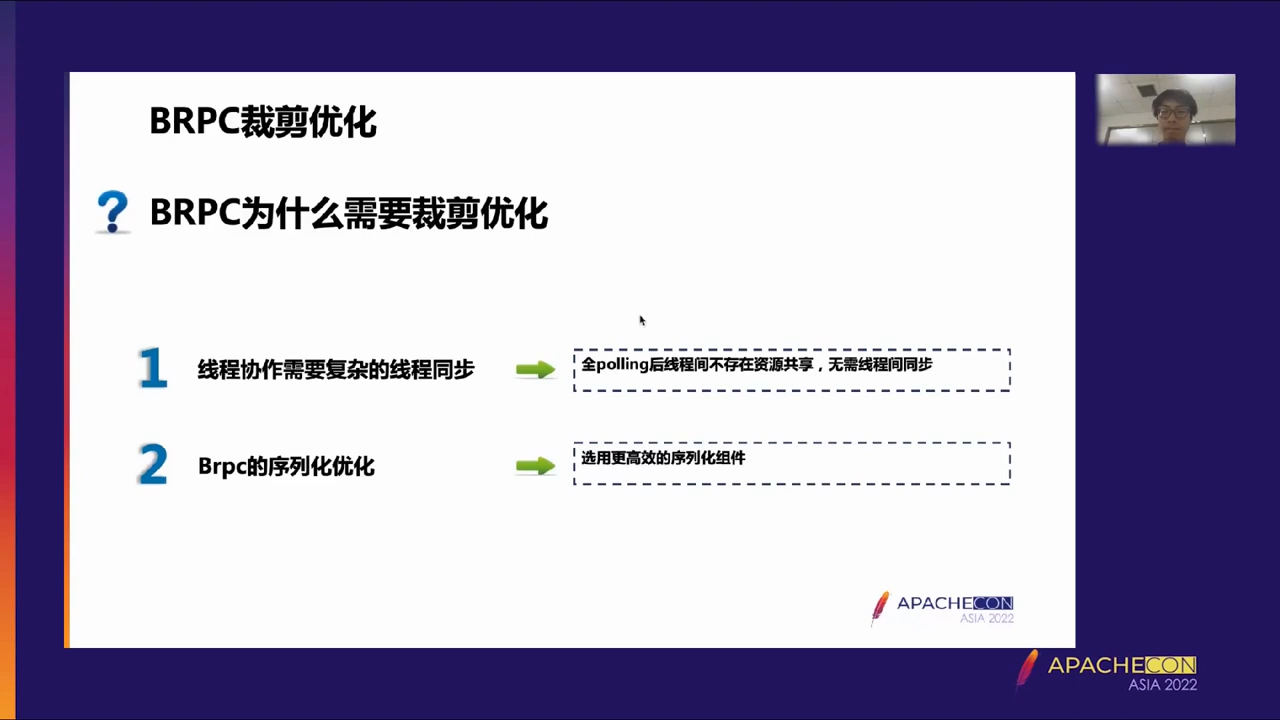 BRPC裁剪优化
?
BRPC为什么需要裁剪优化
1
线程协作需要复杂的线程同步
全polling后线程间不存在资源共享，无需线程间同步
2
Brpc的序列化优化
选用更高效的序列化组件
APACHECON
ASIA 2022
APACHECON
ASIA 2022